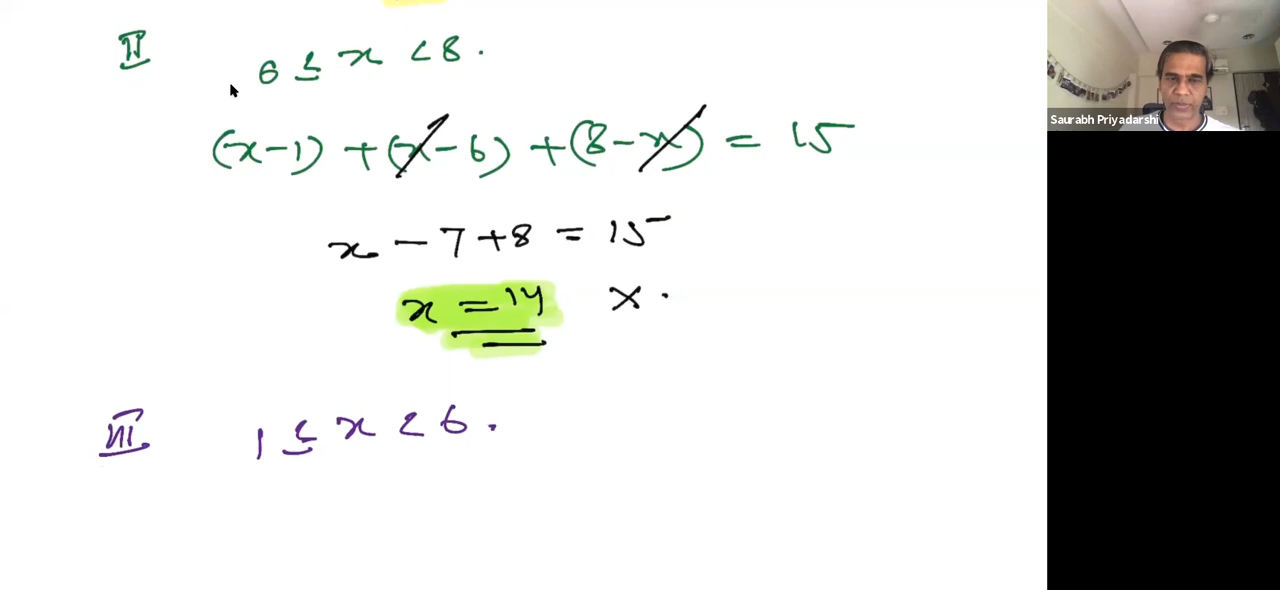 II 6 ≤ x < 8.
(x-1) + (x-6) + (8-x) = 15
x - 7 + 8 = 15
x = 14 ×.
III 1 ≤ x < 6.
Saurabh Priyadarshi